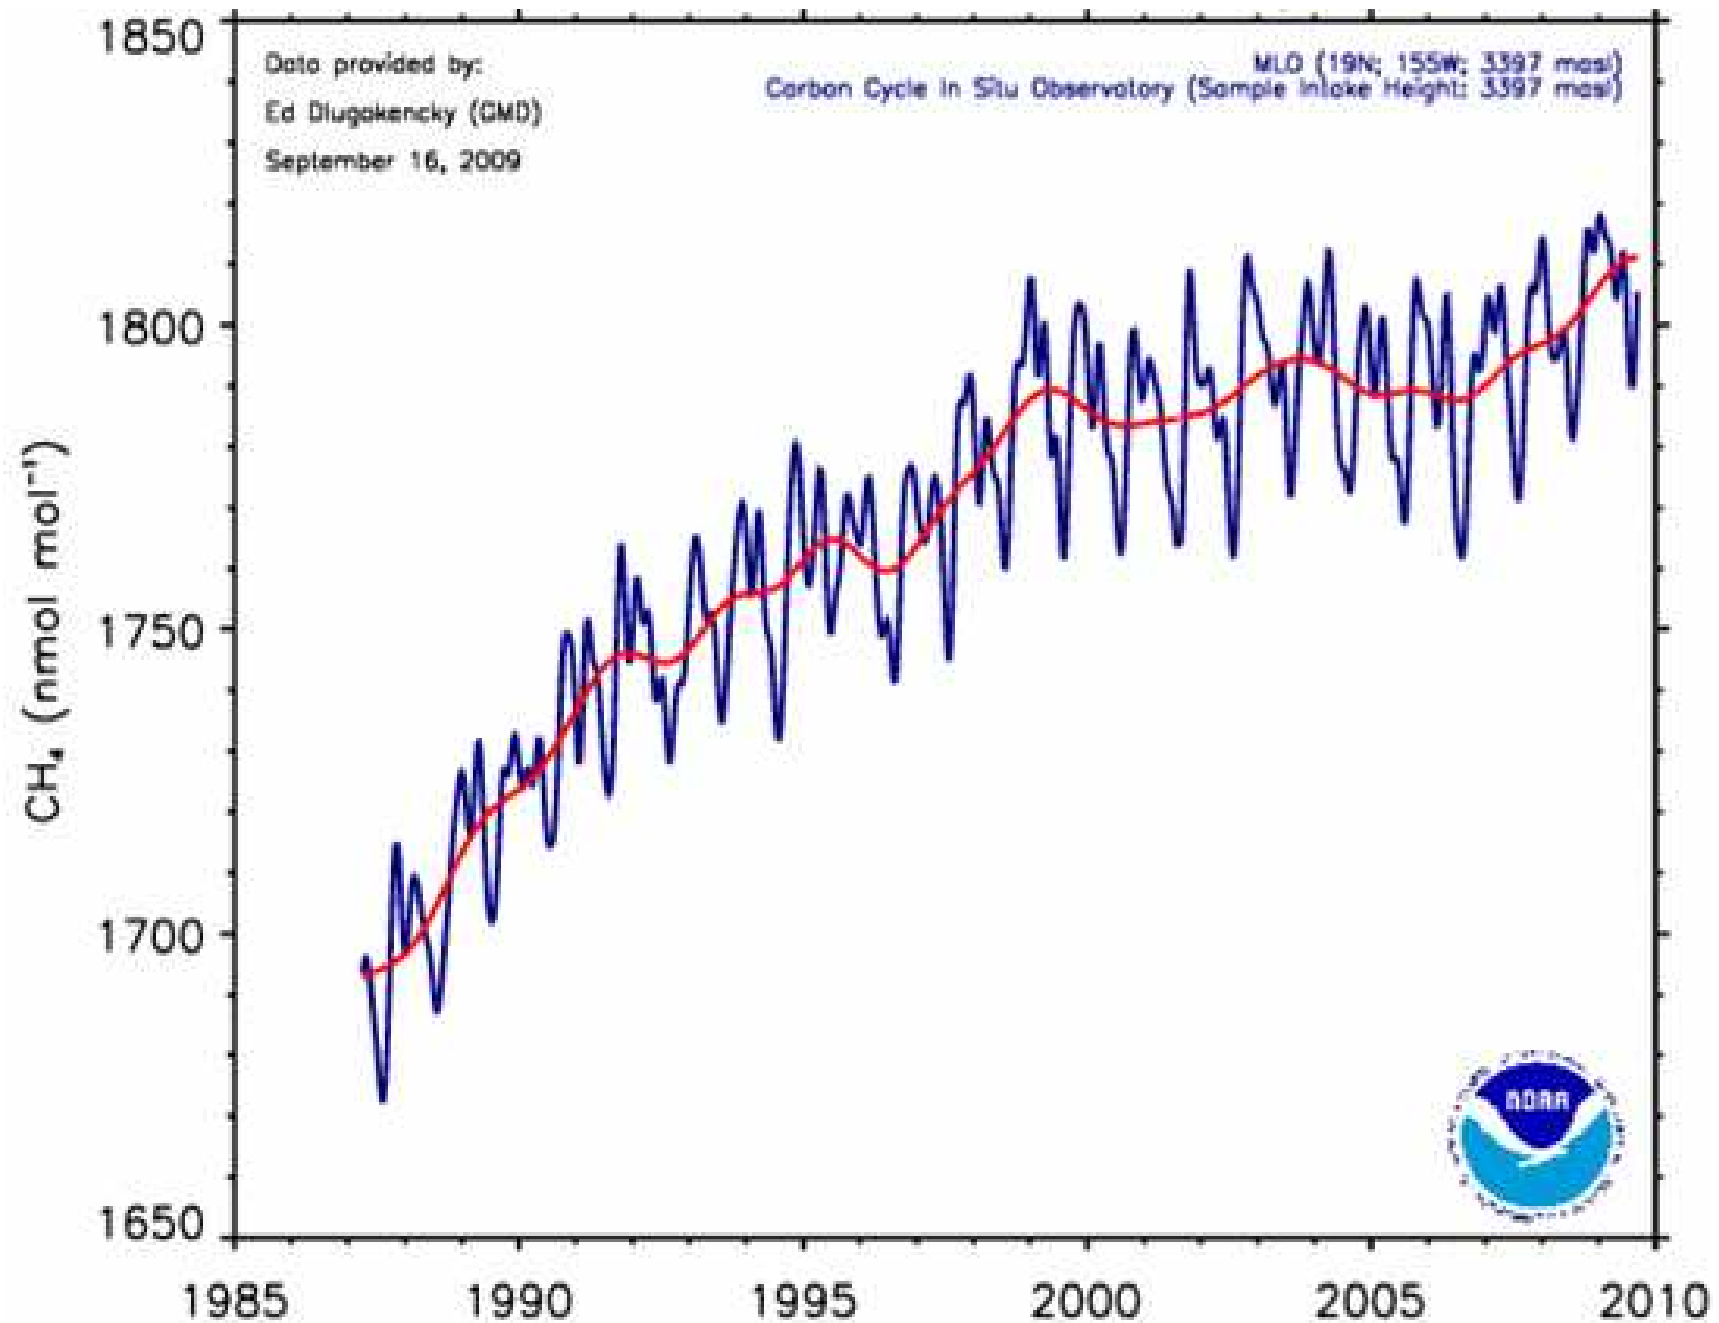 1850
Data provided by:
Ed Dlugokencky (GMD)
September 16, 2009
MLO (19N; 155W; 3397 masl)
Carbon Cycle In Situ Observatory (Sample Intake Height: 3397 masl)
1800
1750
1700
1650
CH₄ (nmol mol⁻¹)
NOAA
1985 1990 1995 2000 2005 2010